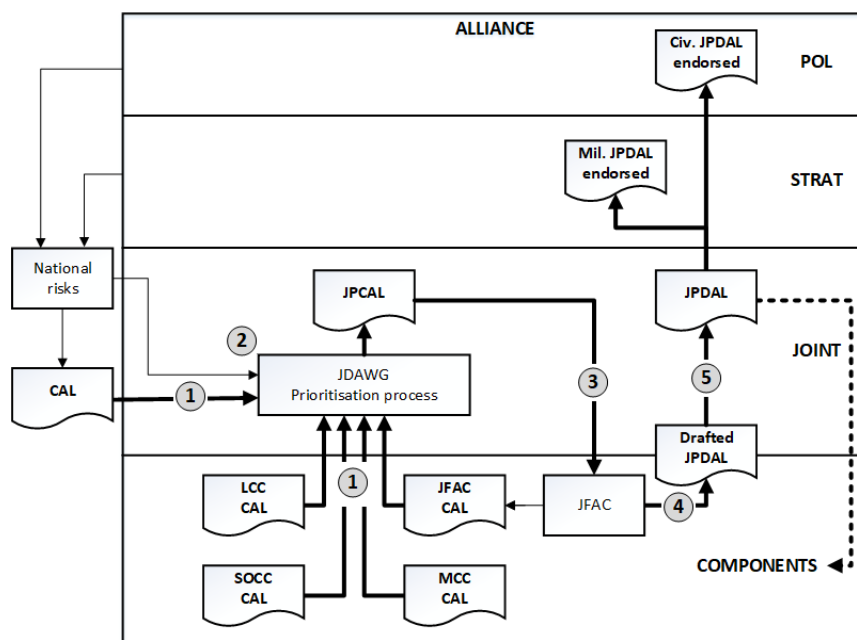 ALLIANCE
Civ. JPDAL
endorsed
POL
Mil. JPDAL
endorsed
STRAT
National
risks
JPCAL
JPDAL
2
JOINT
JDAWG
Prioritisation process
3
5
CAL
1
Drafted
JPDAL
LCC
CAL
1
JFAC
CAL
JFAC
4
SOCC
CAL
MCC
CAL
COMPONENTS